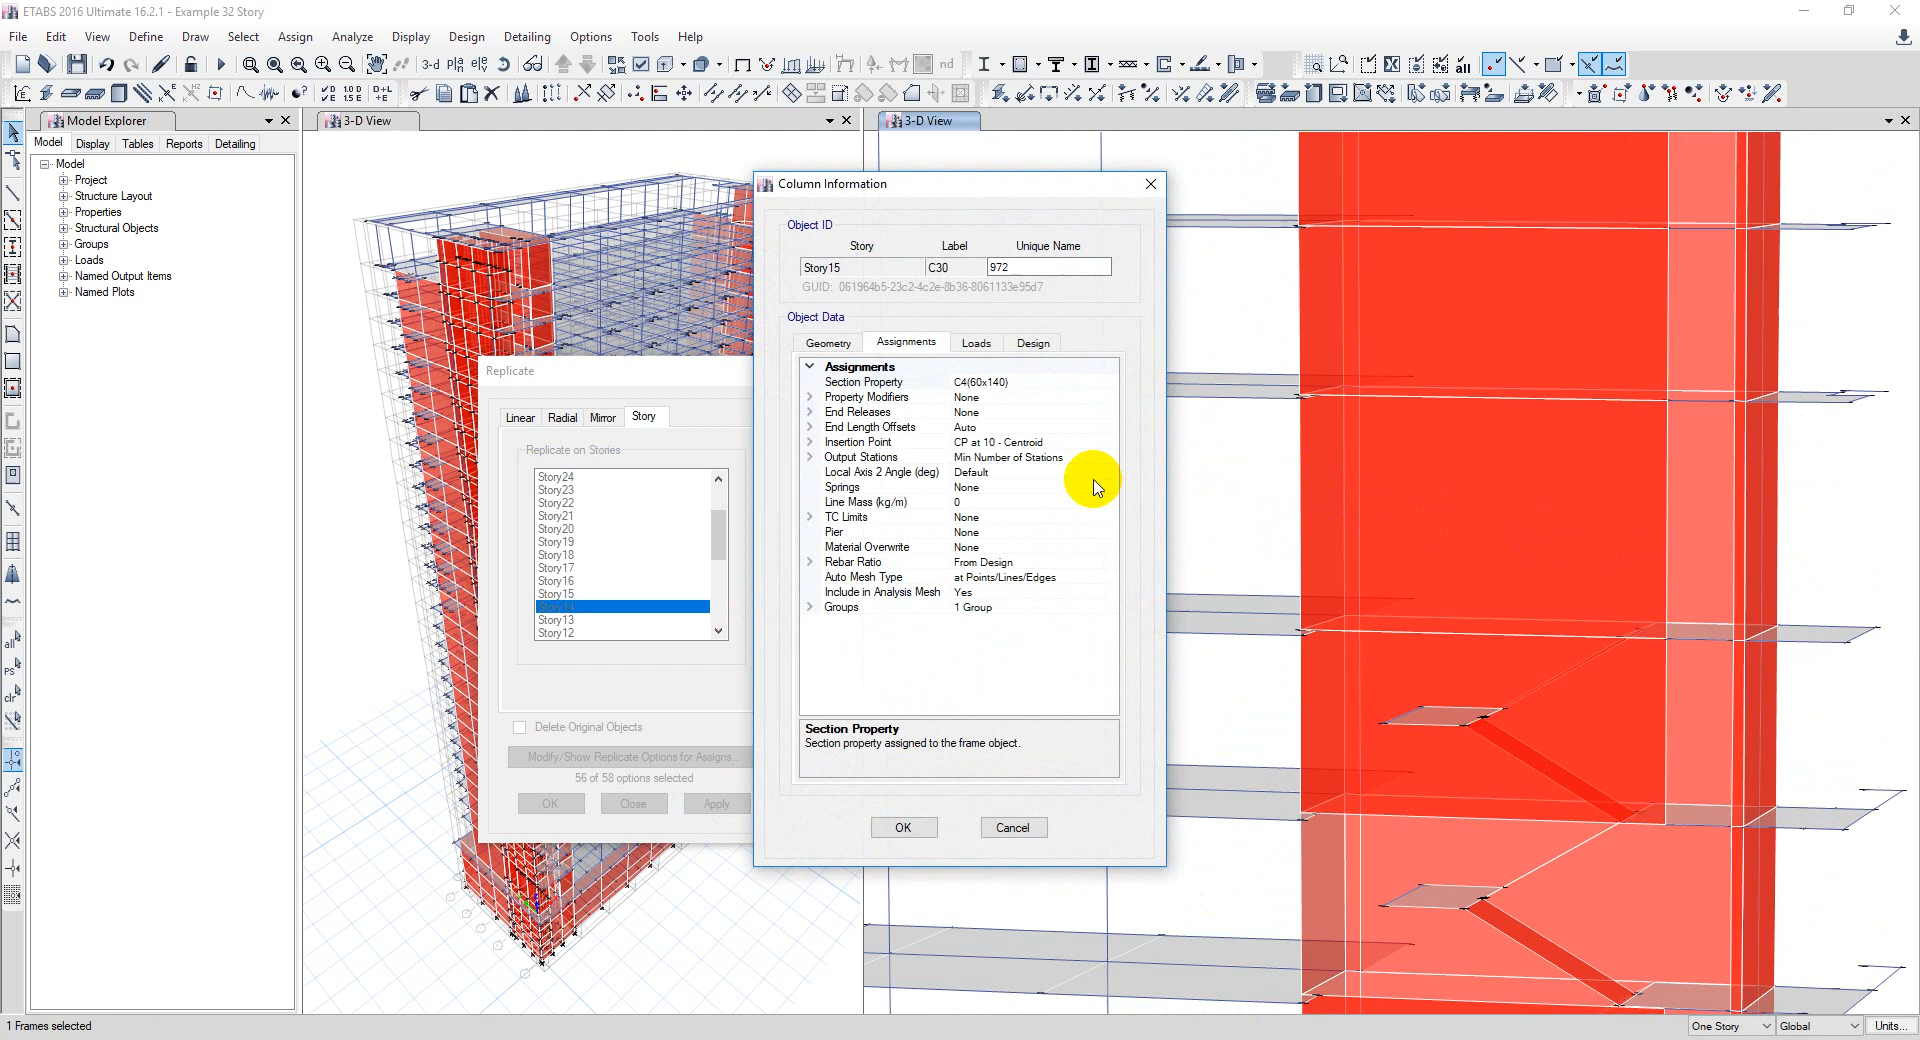 ETABS 2016 Ultimate 16.2.1 - Example 32 Story
File Edit View Define Draw Select Assign Analyze Display Design Detailing Options Tools Help
3-d pln elv nd all
Model Explorer
Model Display Tables Reports Detailing
Model
Project
Structure Layout
Properties
Structural Objects
Groups
Loads
Named Output Items
Named Plots
all
ps
clr
3-D View
3-D View
Replicate
Linear Radial Mirror Story
Replicate on Stories
Story24
Story23
Story22
Story21
Story20
Story19
Story18
Story17
Story16
Story15
Story14
Story13
Story12
Delete Original Objects
Modify/Show Replicate Options for Assigns...
56 of 58 options selected
OK Close Apply
Column Information
Object ID
Story Label Unique Name
Story15 C30 972
GUID: 061964b5-23c2-4c2e-8b36-8061133e95d7
Object Data
Geometry Assignments Loads Design
Assignments
Section Property C4(60x140)
Property Modifiers None
End Releases None
End Length Offsets Auto
Insertion Point CP at 10 - Centroid
Output Stations Min Number of Stations
Local Axis 2 Angle (deg) Default
Springs None
Line Mass (kg/m) 0
TC Limits None
Pier None
Material Overwrite None
Rebar Ratio From Design
Auto Mesh Type at Points/Lines/Edges
Include in Analysis Mesh Yes
Groups 1 Group
Section Property
Section property assigned to the frame object.
OK Cancel
1 Frames selected
One Story Global Units...